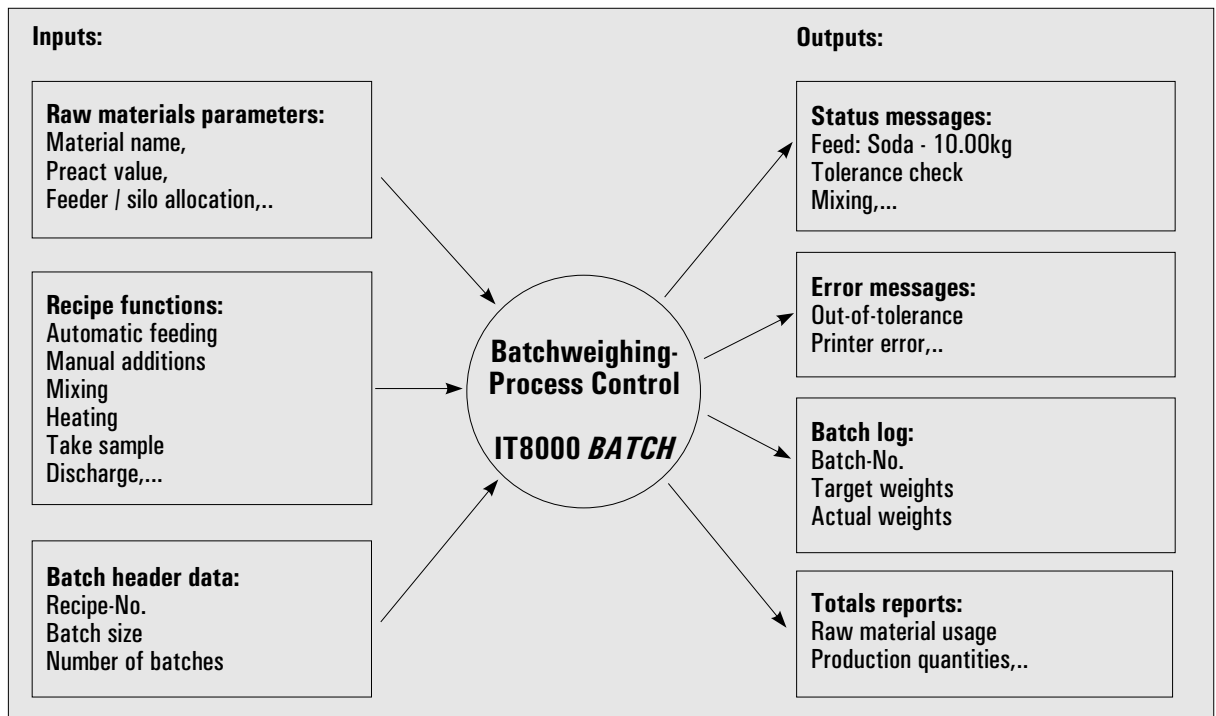 Inputs:
Raw materials parameters:
Material name,
Preact value,
Feeder / silo allocation,..
Recipe functions:
Automatic feeding
Manual additions
Mixing
Heating
Take sample
Discharge,...
Batch header data:
Recipe-No.
Batch size
Number of batches
Batchweighing-
Process Control
IT8000 BATCH
Outputs:
Status messages:
Feed: Soda - 10.00kg
Tolerance check
Mixing,...
Error messages:
Out-of-tolerance
Printer error,..
Batch log:
Batch-No.
Target weights
Actual weights
Totals reports:
Raw material usage
Production quantities,..